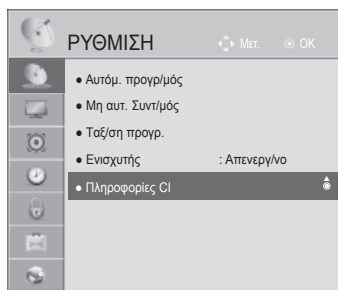 ΡΥΘΜΙΣΗ Μετ. OK
● Αυτόμ. προγρ/μός
● Μη αυτ. Συντ/μός
● Ταξ/ση προγρ.
● Ενισχυτής : Απενεργ/νο
● Πληροφορίες CI